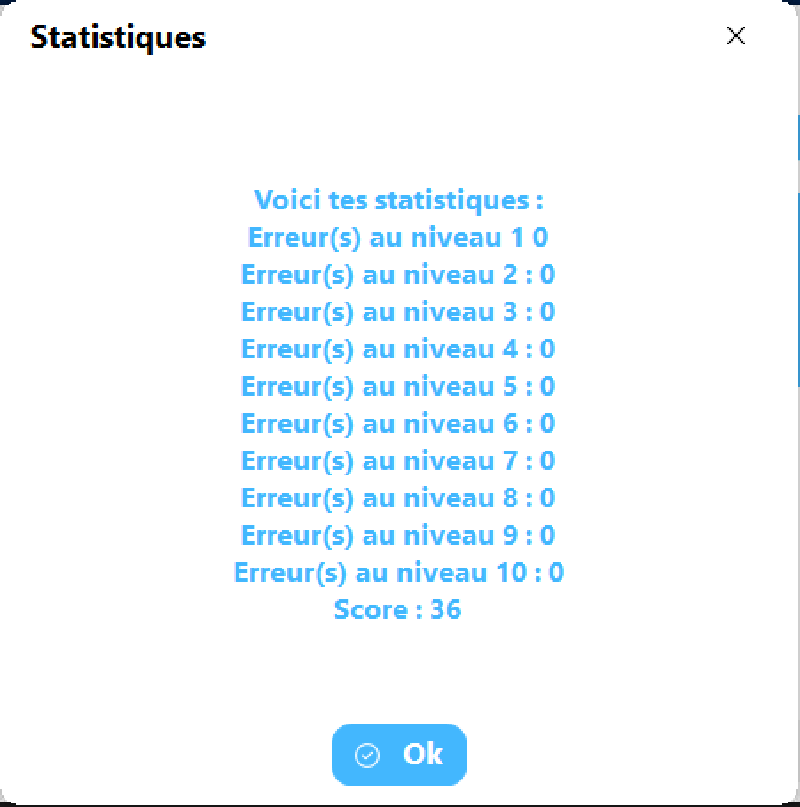 Statistiques
Voici tes statistiques :
Erreur(s) au niveau 1 0
Erreur(s) au niveau 2 : 0
Erreur(s) au niveau 3 : 0
Erreur(s) au niveau 4 : 0
Erreur(s) au niveau 5 : 0
Erreur(s) au niveau 6 : 0
Erreur(s) au niveau 7 : 0
Erreur(s) au niveau 8 : 0
Erreur(s) au niveau 9 : 0
Erreur(s) au niveau 10 : 0
Score : 36
Ok